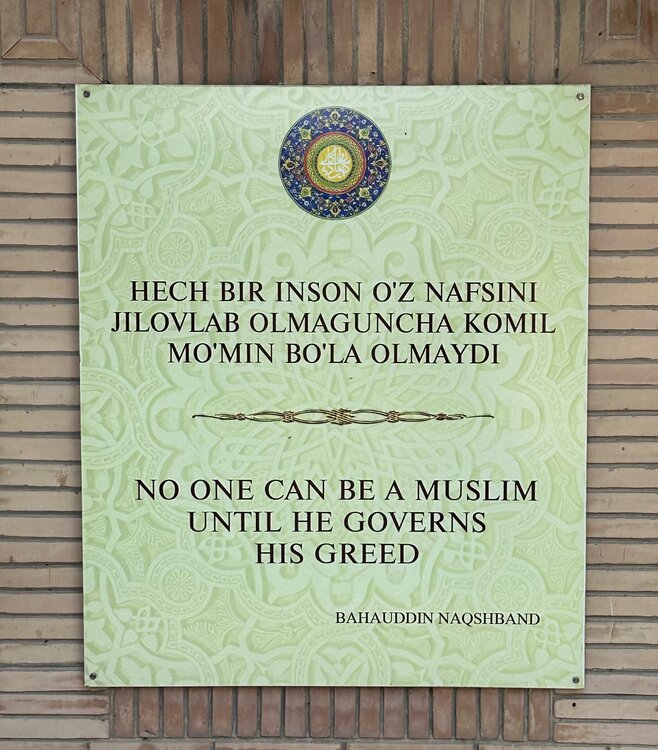 HECH BIR INSON O'Z NAFSINI
JILOVLAB OLMAGUNCHA KOMIL
MO'MIN BO'LA OLMAYDI
NO ONE CAN BE A MUSLIM
UNTIL HE GOVERNS
HIS GREED
BAHAUDDIN NAQSHBAND